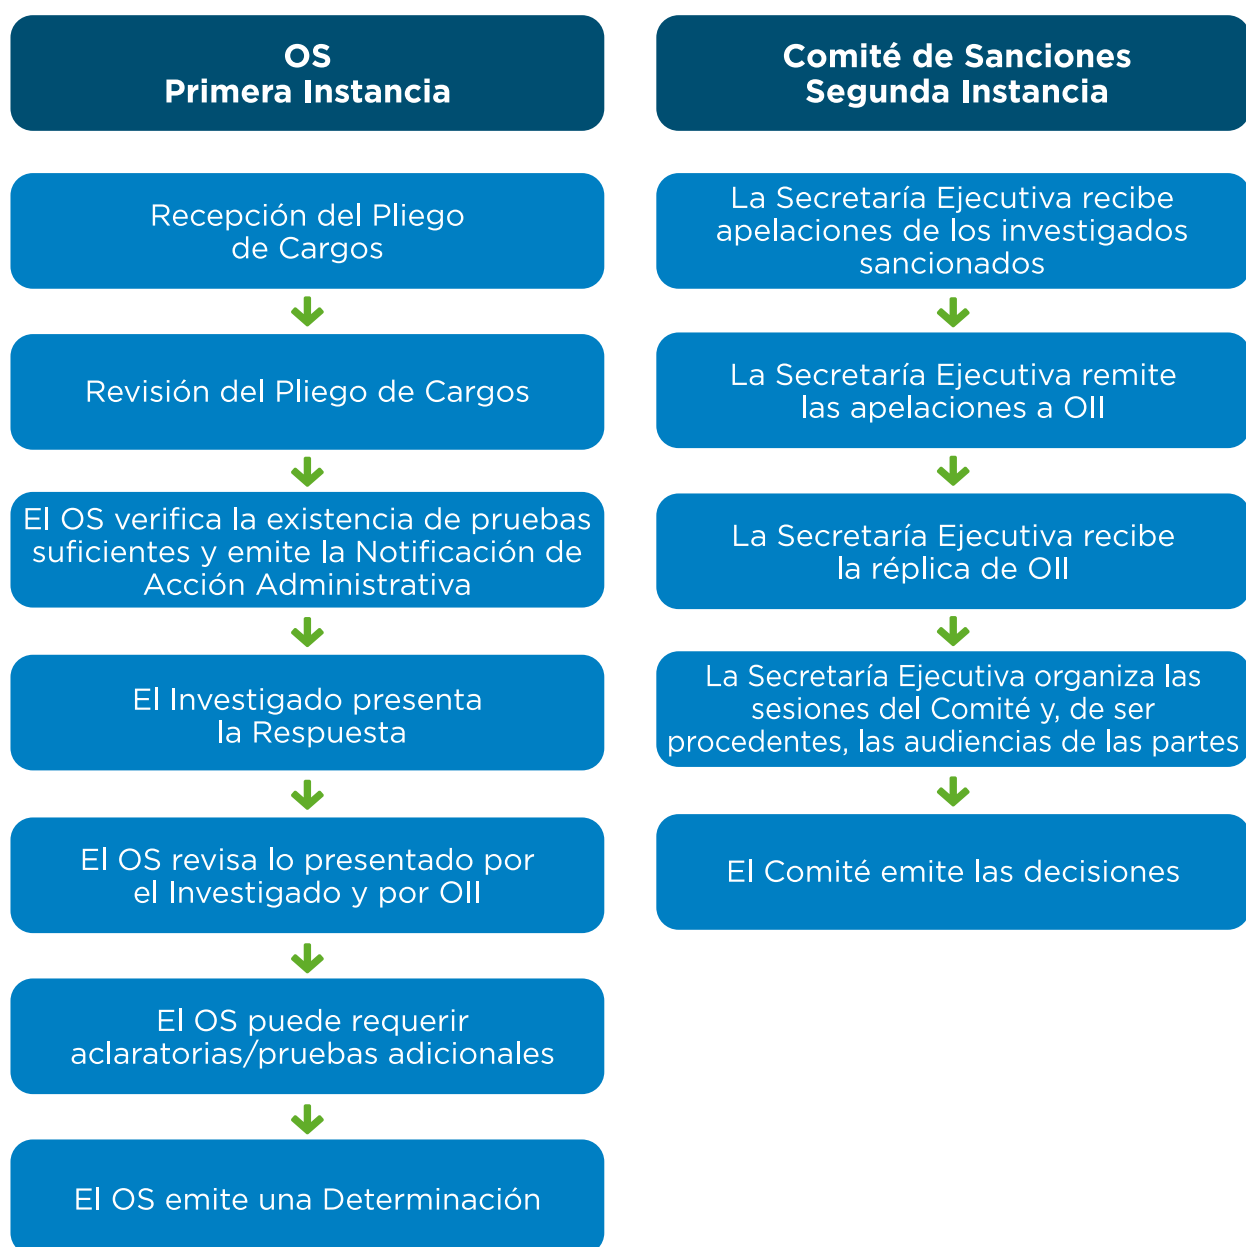 OS
Primera Instancia
Recepción del Pliego
de Cargos
Revisión del Pliego de Cargos
El OS verifica la existencia de pruebas
suficientes y emite la Notificación de
Acción Administrativa
El Investigado presenta
la Respuesta
El OS revisa lo presentado por
el Investigado y por OII
El OS puede requerir
aclaratorias/pruebas adicionales
El OS emite una Determinación
Comité de Sanciones
Segunda Instancia
La Secretaría Ejecutiva recibe
apelaciones de los investigados
sancionados
La Secretaría Ejecutiva remite
las apelaciones a OII
La Secretaría Ejecutiva recibe
la réplica de OII
La Secretaría Ejecutiva organiza las
sesiones del Comité y, de ser
procedentes, las audiencias de las partes
El Comité emite las decisiones